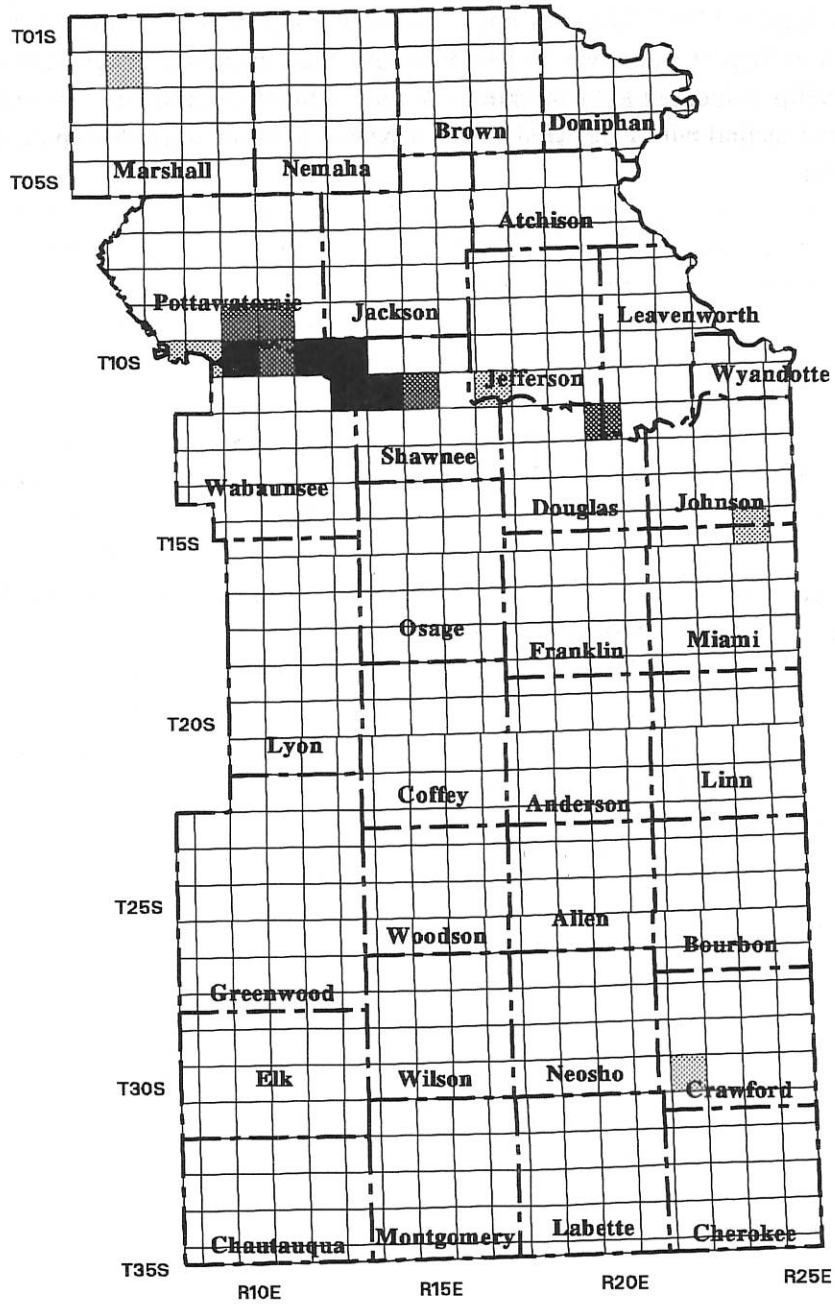 T01S
Brown
Doniphan
Marshall
Nemaha
T05S
Atchison
Pottawatomie
Jackson
Leavenworth
T10S
Jefferson
Wyandotte
Shawnee
Wabaunsee
Douglas
Johnson
T15S
Osage
Franklin
Miami
T20S
Lyon
Coffey
Anderson
Linn
T25S
Woodson
Allen
Bourbon
Greenwood
T30S
Elk
Wilson
Neosho
Crawford
T35S
Chautauqua
Montgomery
Labette
Cherokee
R10E
R15E
R20E
R25E